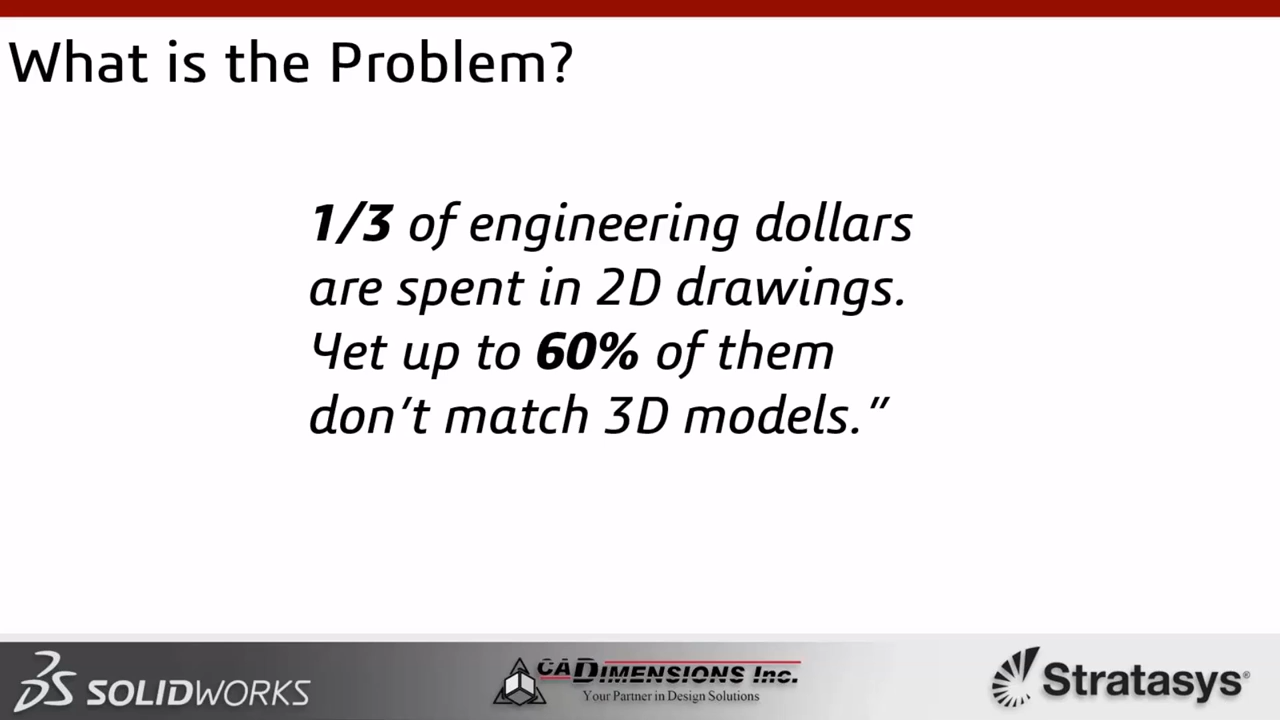 What is the Problem?
1/3 of engineering dollars
are spent in 2D drawings.
Yet up to 60% of them
don’t match 3D models.”
SOLIDWORKS
CADIMENSIONS Inc.
Your Partner in Design Solutions
Stratasys®